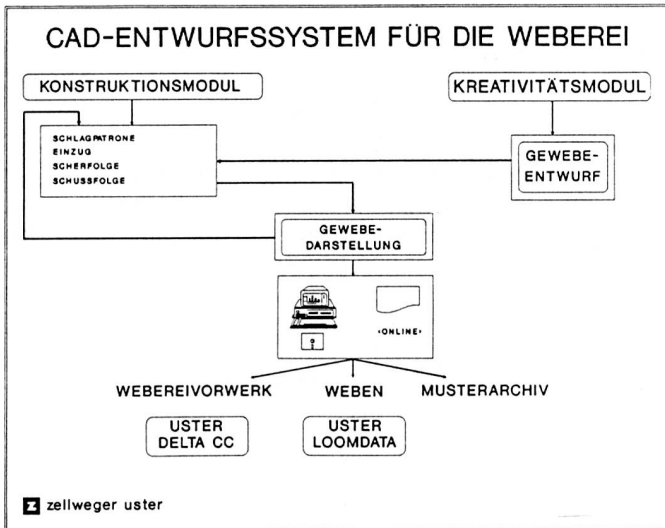 CAD-ENTWURFSSYSTEM FÜR DIE WEBEREI
KONSTRUKTIONSMODUL
KREATIVITÄTSMODUL
SCHLAGPATRONE
EINZUG
SCHERFOLGE
SCHUSSFOLGE
GEWEBE-
ENTWURF
GEWEBE-
DARSTELLUNG
‹ONLINE›
WEBEREIVORWERK
WEBEN
MUSTERARCHIV
USTER
DELTA CC
USTER
LOOMDATA
z zellweger uster